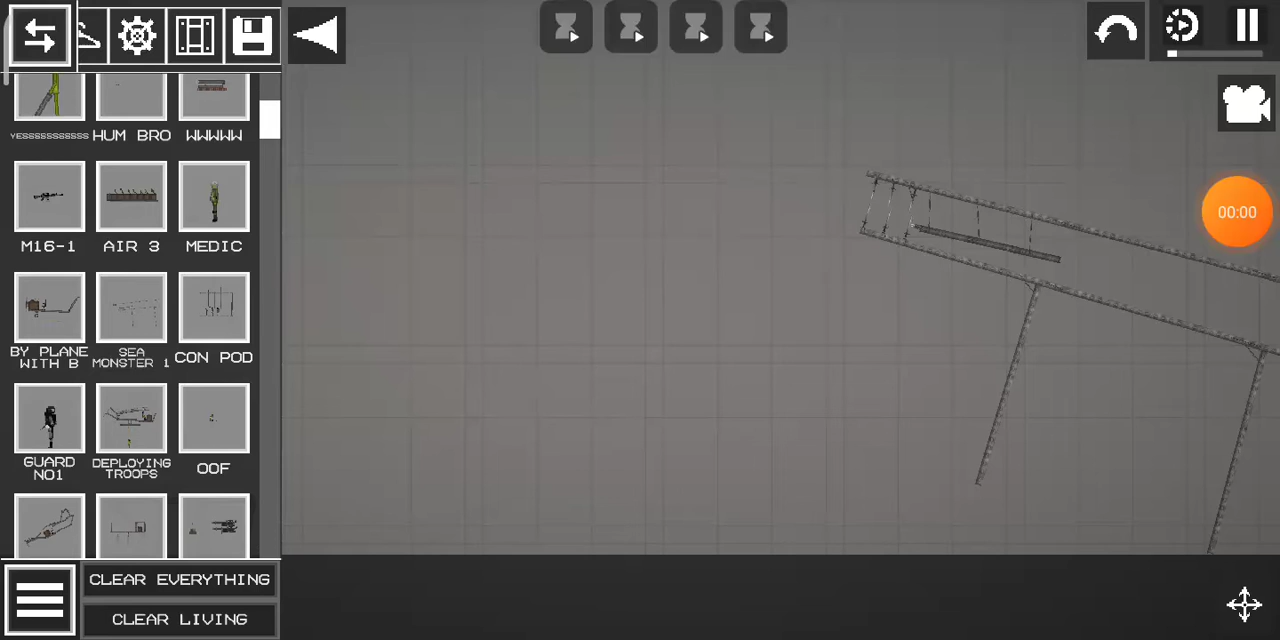 00:00
YESSSSSSSSSSS HUM BRO WWWWW
M16-1 AIR 3 MEDIC
BY PLANE WITH B
SEA MONSTER 1
CON POD
GUARD NO1
DEPLOYING TROOPS
OOF
CLEAR EVERYTHING
CLEAR LIVING